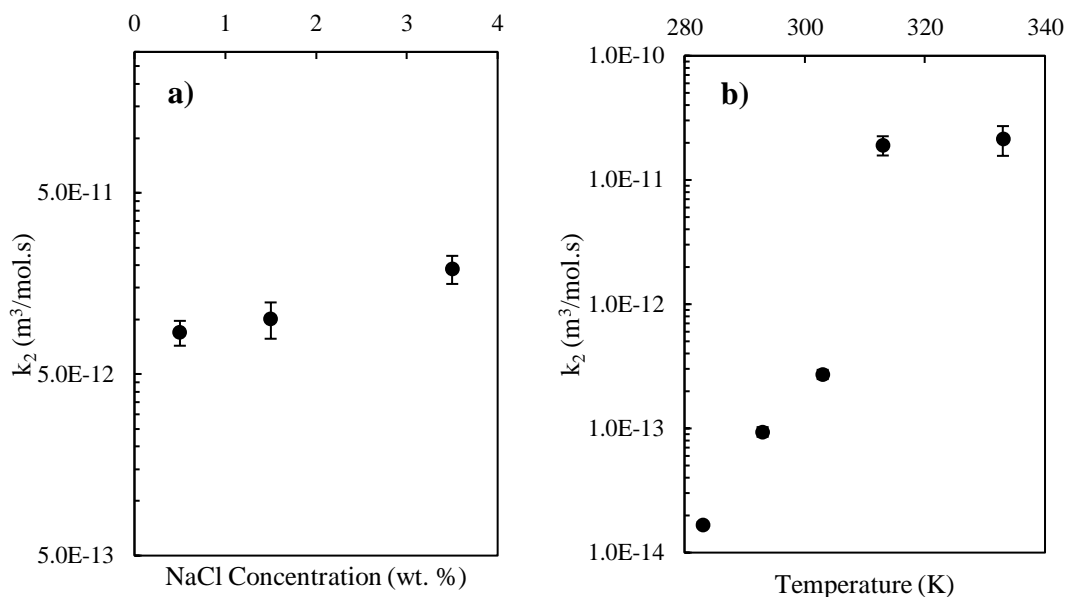 0 1 2 3 4
a)
5.0E-11
5.0E-12
5.0E-13
k2 (m3/mol.s)
NaCl Concentration (wt. %)
280 300 320 340
b)
1.0E-10
1.0E-11
1.0E-12
1.0E-13
1.0E-14
k2 (m3/mol.s)
Temperature (K)